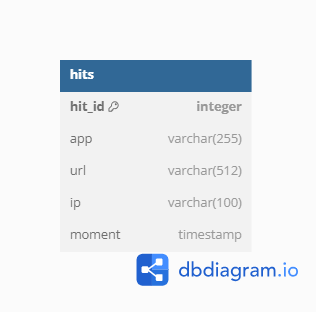 hits
hit_id integer
app varchar(255)
url varchar(512)
ip varchar(100)
moment timestamp
dbdiagram.io